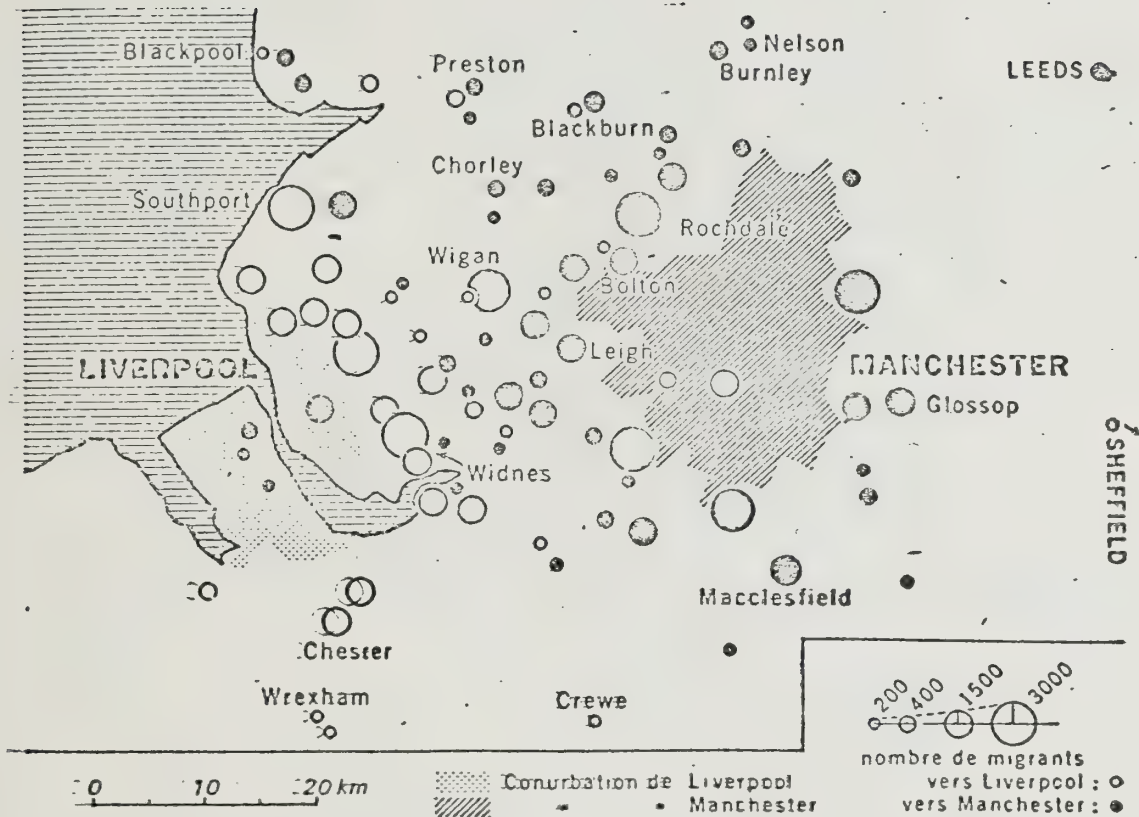 Blackpool
Preston
Nelson
Burnley
LEEDS
Blackburn
Chorley
Southport
Rochdale
Wigan
Bolton
LIVERPOOL
Leigh
MANCHESTER
Glossop
Widnes
SHEFFIELD
Macclesfield
Chester
Wrexham
Crewe
200 400 1500 3000
nombre de migrants
vers Liverpool :
vers Manchester :
0 10 20 km
Conurbation de Liverpool
" " Manchester